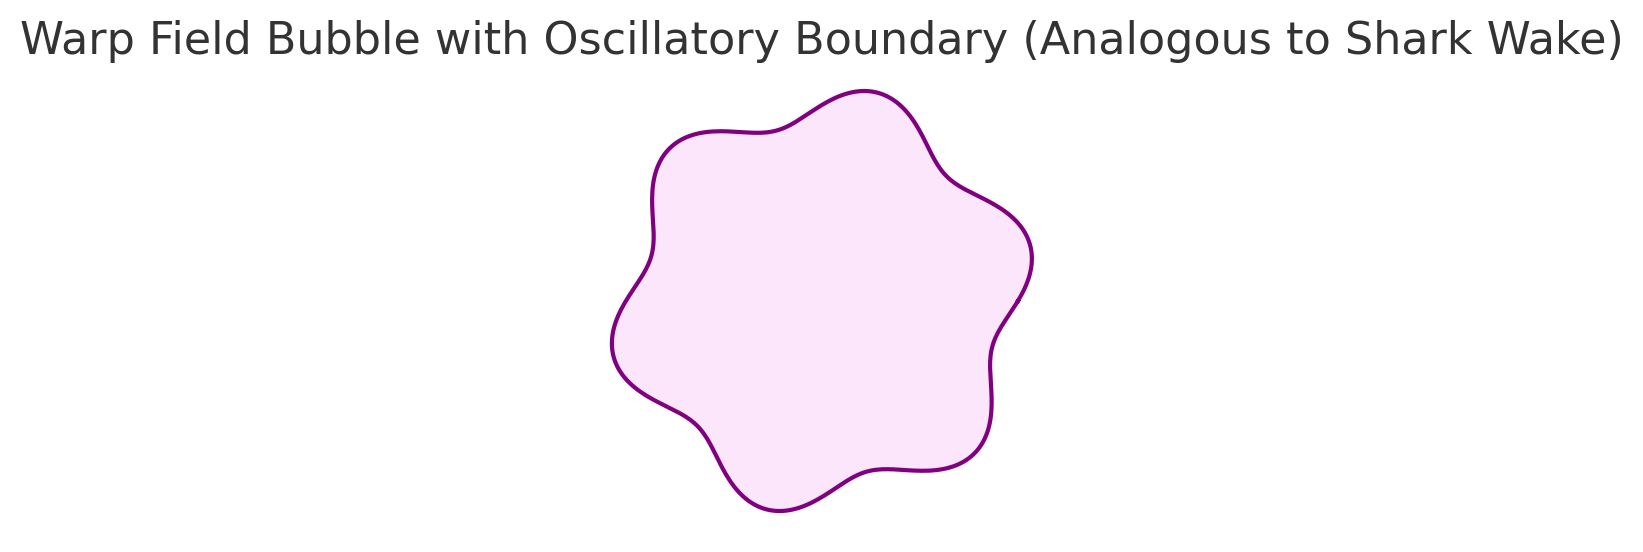 Warp Field Bubble with Oscillatory Boundary (Analogous to Shark Wake)